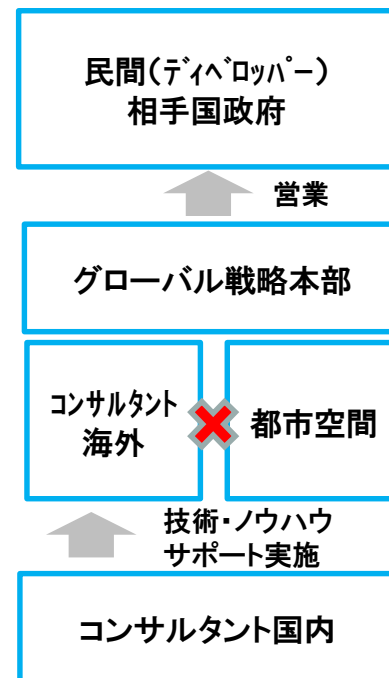 民間（ディベロッパー）
相手国政府
営業
グローバル戦略本部
コンサルタント
海外
都市空間
技術・ノウハウ
サポート実施
コンサルタント国内